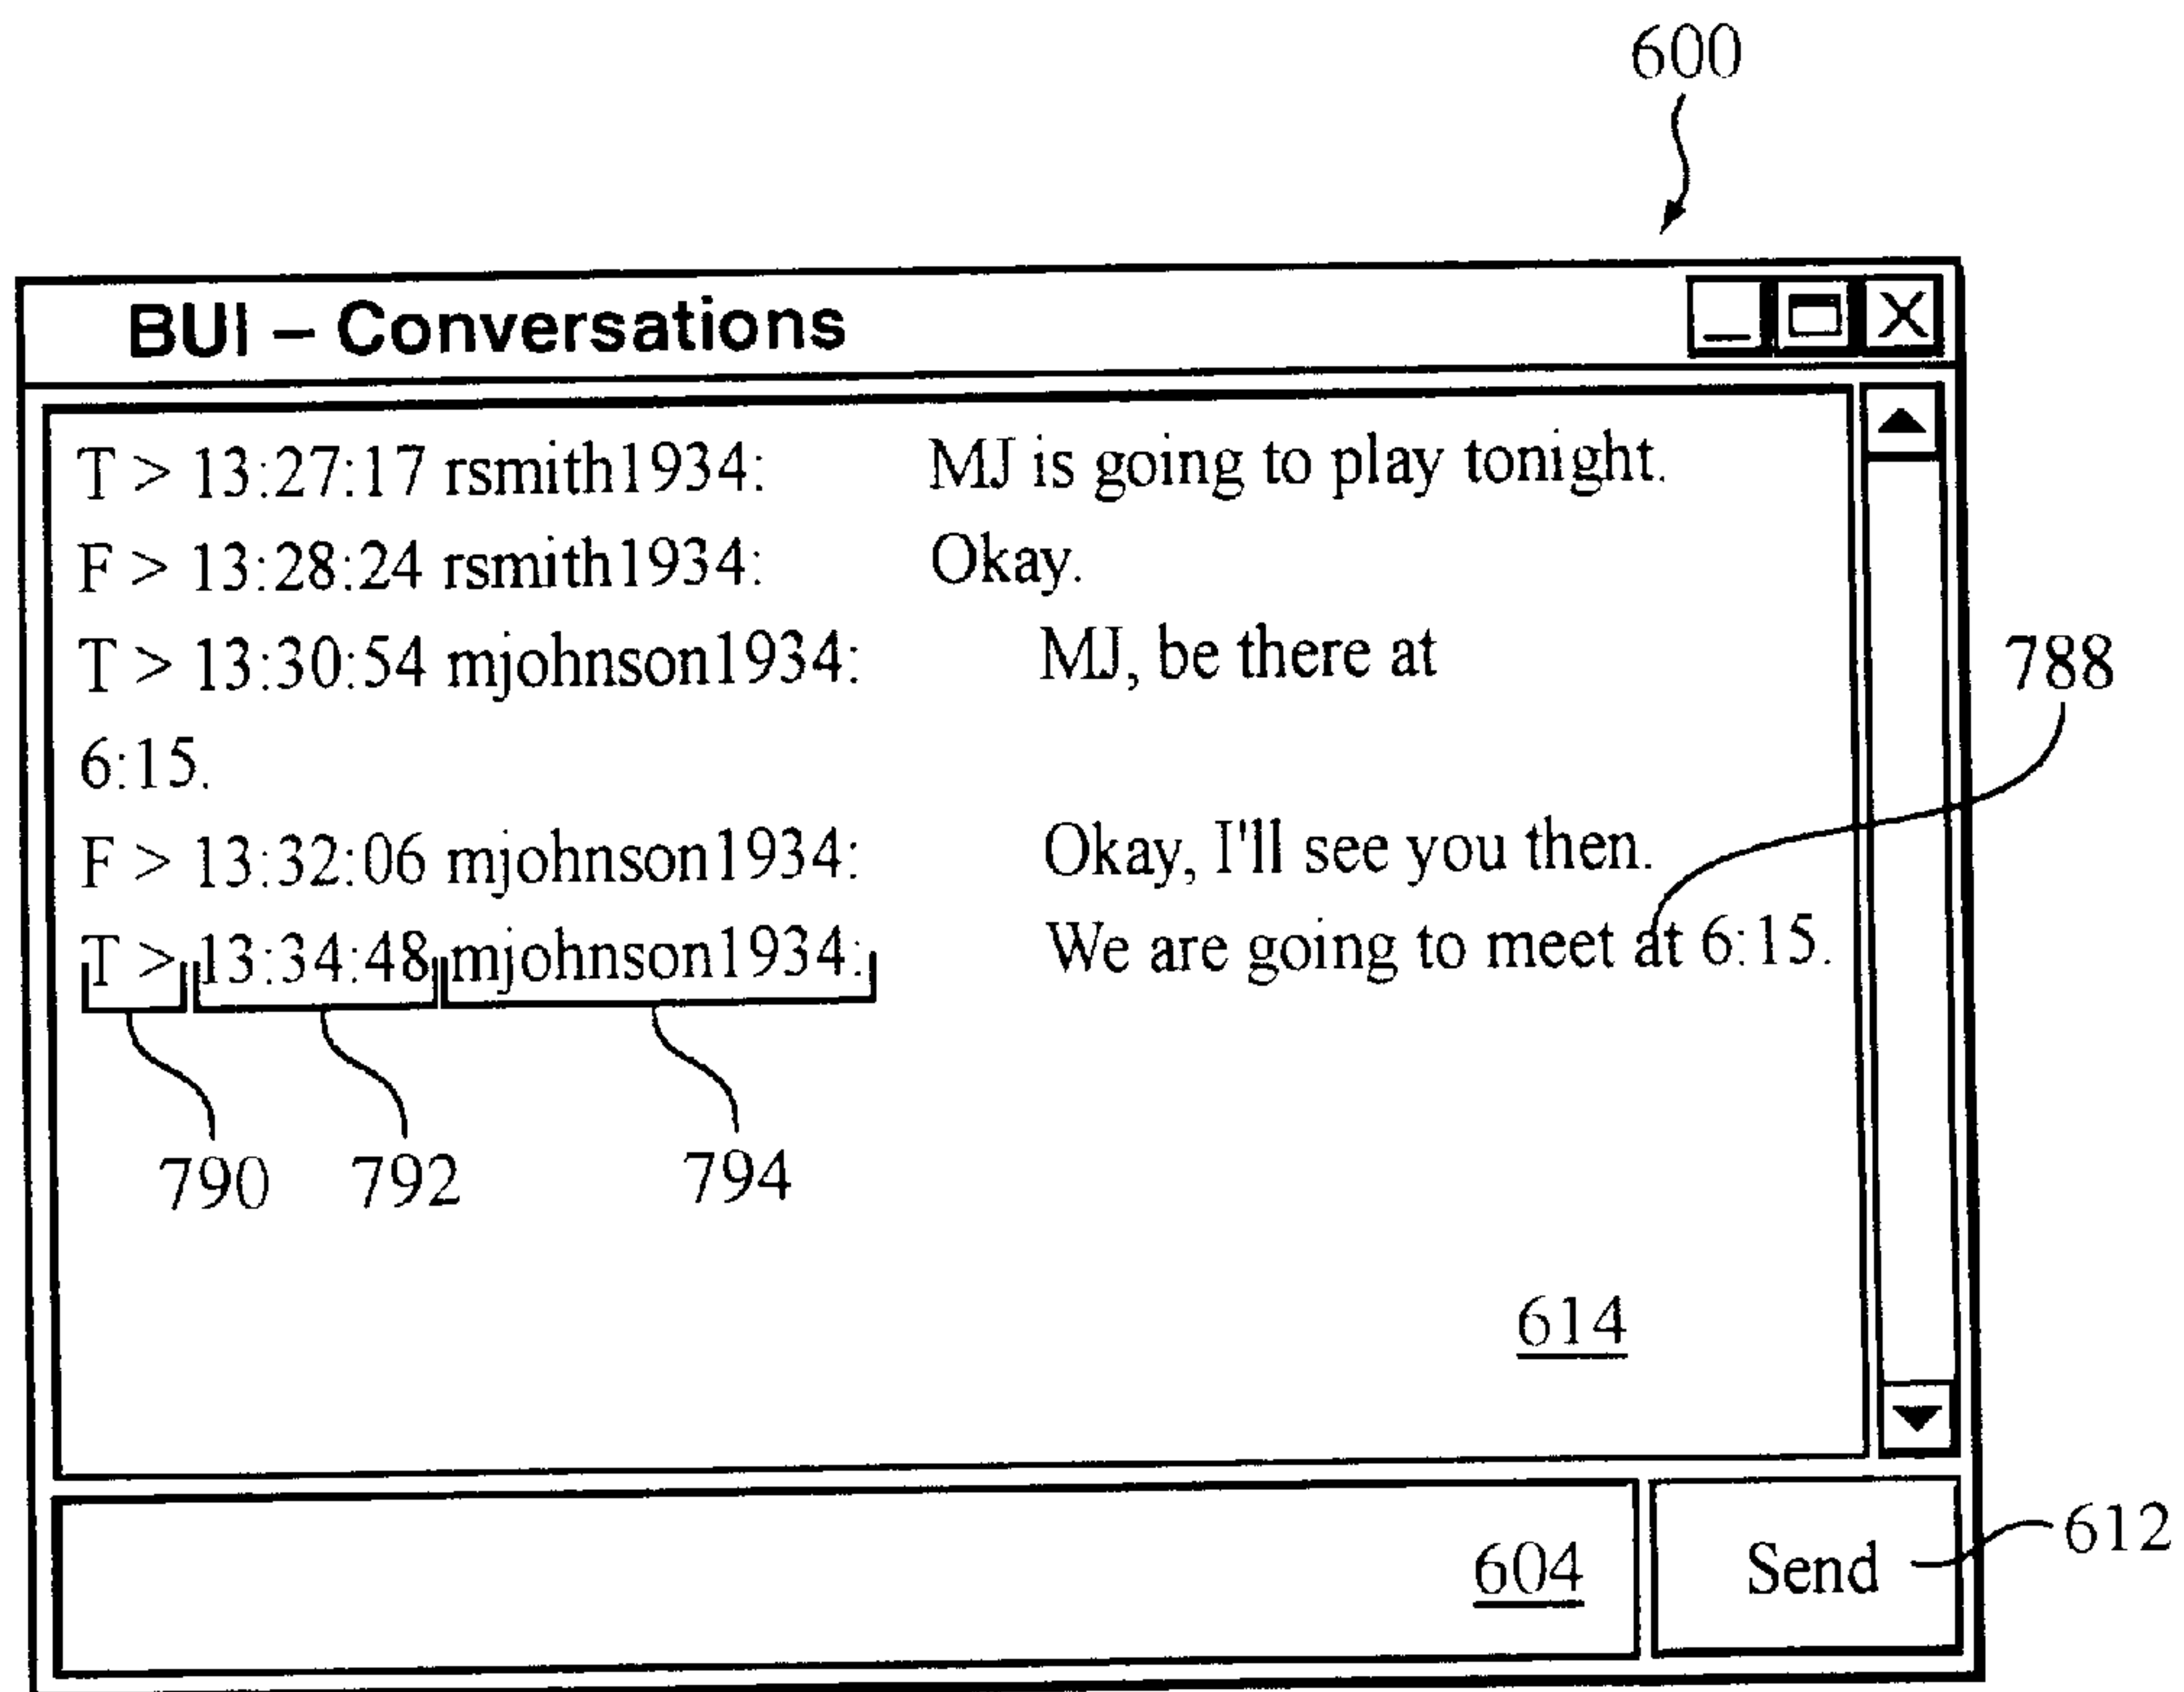 600
BUI – Conversations
T > 13:27:17 rsmith1934: MJ is going to play tonight.
F > 13:28:24 rsmith1934: Okay.
T > 13:30:54 mjohnson1934: MJ, be there at
788
6:15.
F > 13:32:06 mjohnson1934: Okay, I'll see you then.
T > 13:34:48 mjohnson1934: We are going to meet at 6:15.
790 792 794
614
604 Send 612